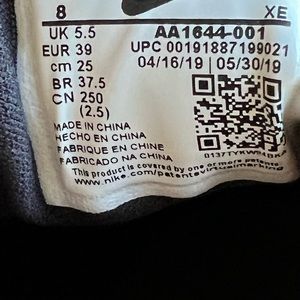 8 XE
UK 5.5 AA1644-001
EUR 39 UPC 00191887199021
cm 25 04/16/19 | 05/30/19
BR 37.5
CN 250
(2.5)
MADE IN CHINA
HECHO EN CHINA
FABRIQUE EN CHINE
FABRICADO NA CHINA
This product is covered by one or more patents.
www.nike.com/patentsvirtualmarking